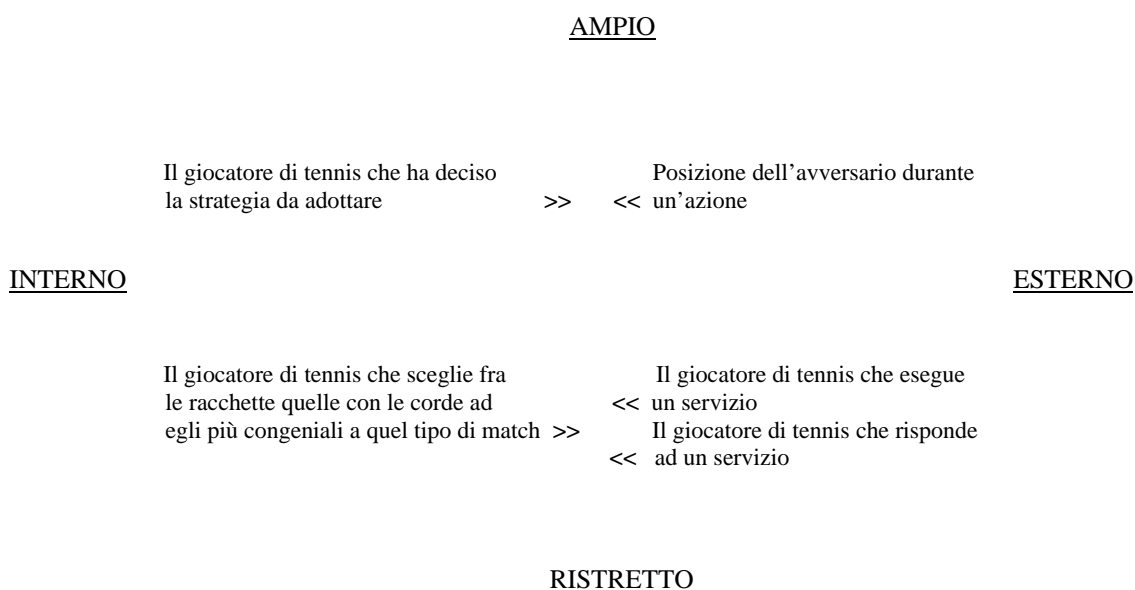 AMPIO
Il giocatore di tennis che ha deciso
la strategia da adottare >>
Posizione dell’avversario durante
<< un’azione
INTERNO
ESTERNO
Il giocatore di tennis che sceglie fra
le racchette quelle con le corde ad
egli più congeniali a quel tipo di match >>
Il giocatore di tennis che esegue
<< un servizio
Il giocatore di tennis che risponde
<< ad un servizio
RISTRETTO